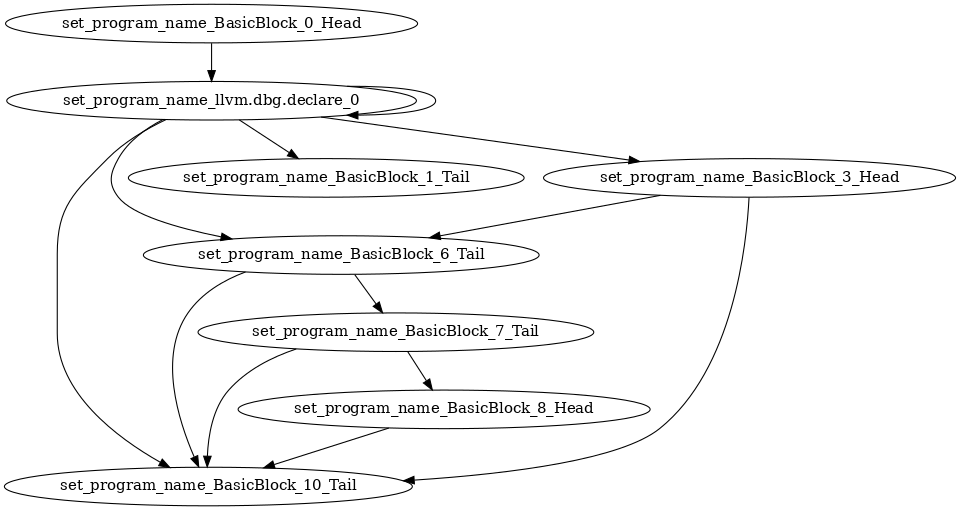 set_program_name_BasicBlock_0_Head
set_program_name_llvm.dbg.declare_0
set_program_name_BasicBlock_1_Tail
set_program_name_BasicBlock_3_Head
set_program_name_BasicBlock_6_Tail
set_program_name_BasicBlock_7_Tail
set_program_name_BasicBlock_8_Head
set_program_name_BasicBlock_10_Tail